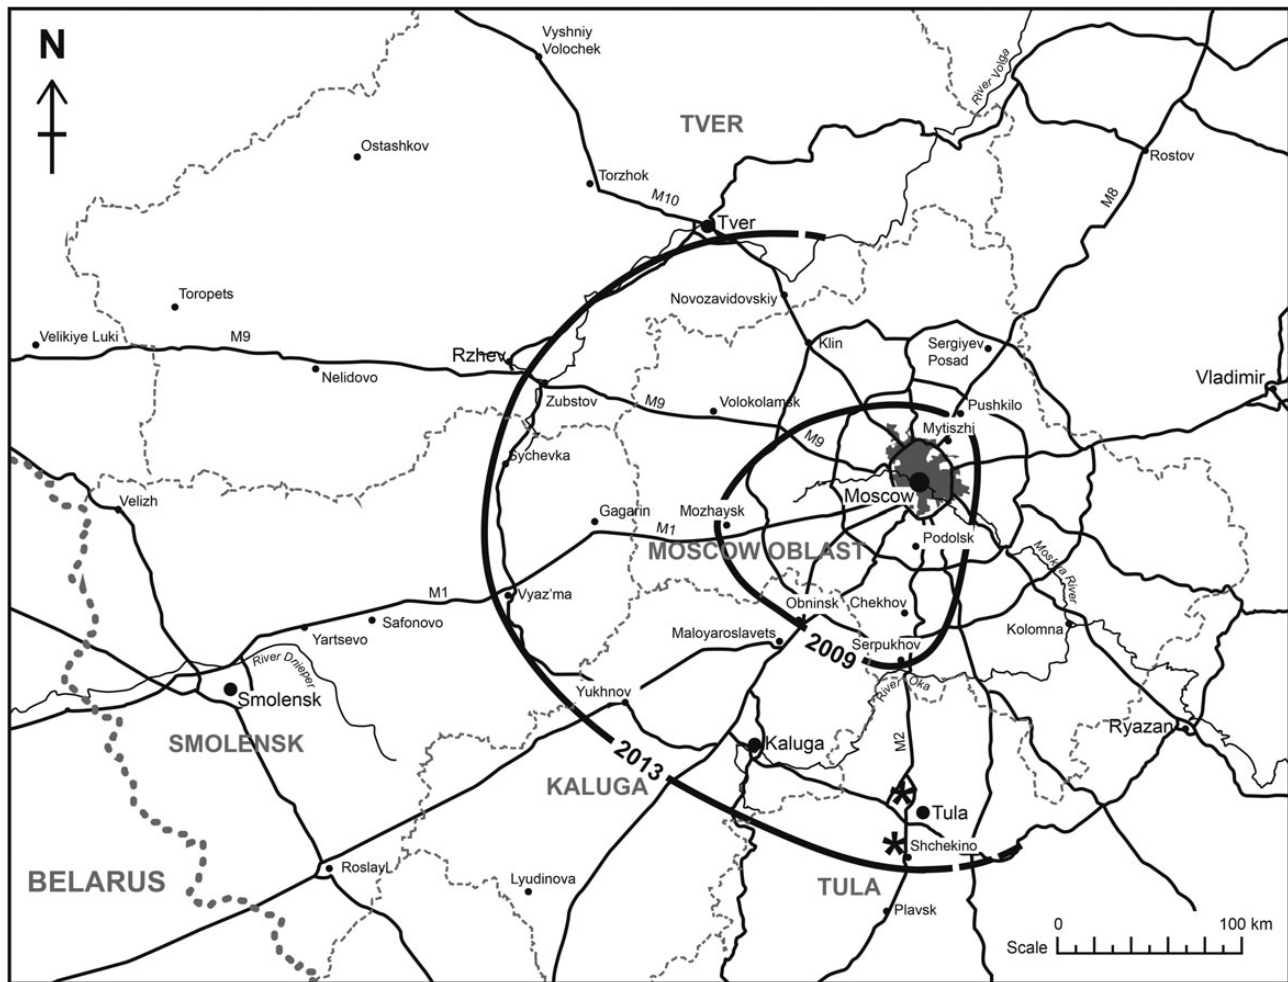 N
Vyshniy
Volochek
River Volga
TVER
Ostashkov
Rostov
Torzhok
M10
M8
Tver
Toropets
Novozavidovskiy
Velikiye Luki
M9
Rzhev
Klin
Sergiyev
Posad
Nelidovo
Vladimir
Zubstov
M9
Volokolamsk
Pushkilo
M9
Mytiszhi
Sychevka
Moscow
Velizh
Gagarin
Mozhaysk
M1
Podolsk
MOSCOW OBLAST
Moskva River
M1
Vyaz'ma
Obninsk
Chekhov
Safonovo
Yartsevo
Maloyaroslavets
2009
Serpukhov
Kolomna
River Dnieper
River Oka
Smolensk
Yukhnov
Ryazan
SMOLENSK
2013
Kaluga
M2
KALUGA
*
Tula
*
Shchekino
RoslayL
BELARUS
Lyudinova
TULA
Plavsk
0 100 km
Scale